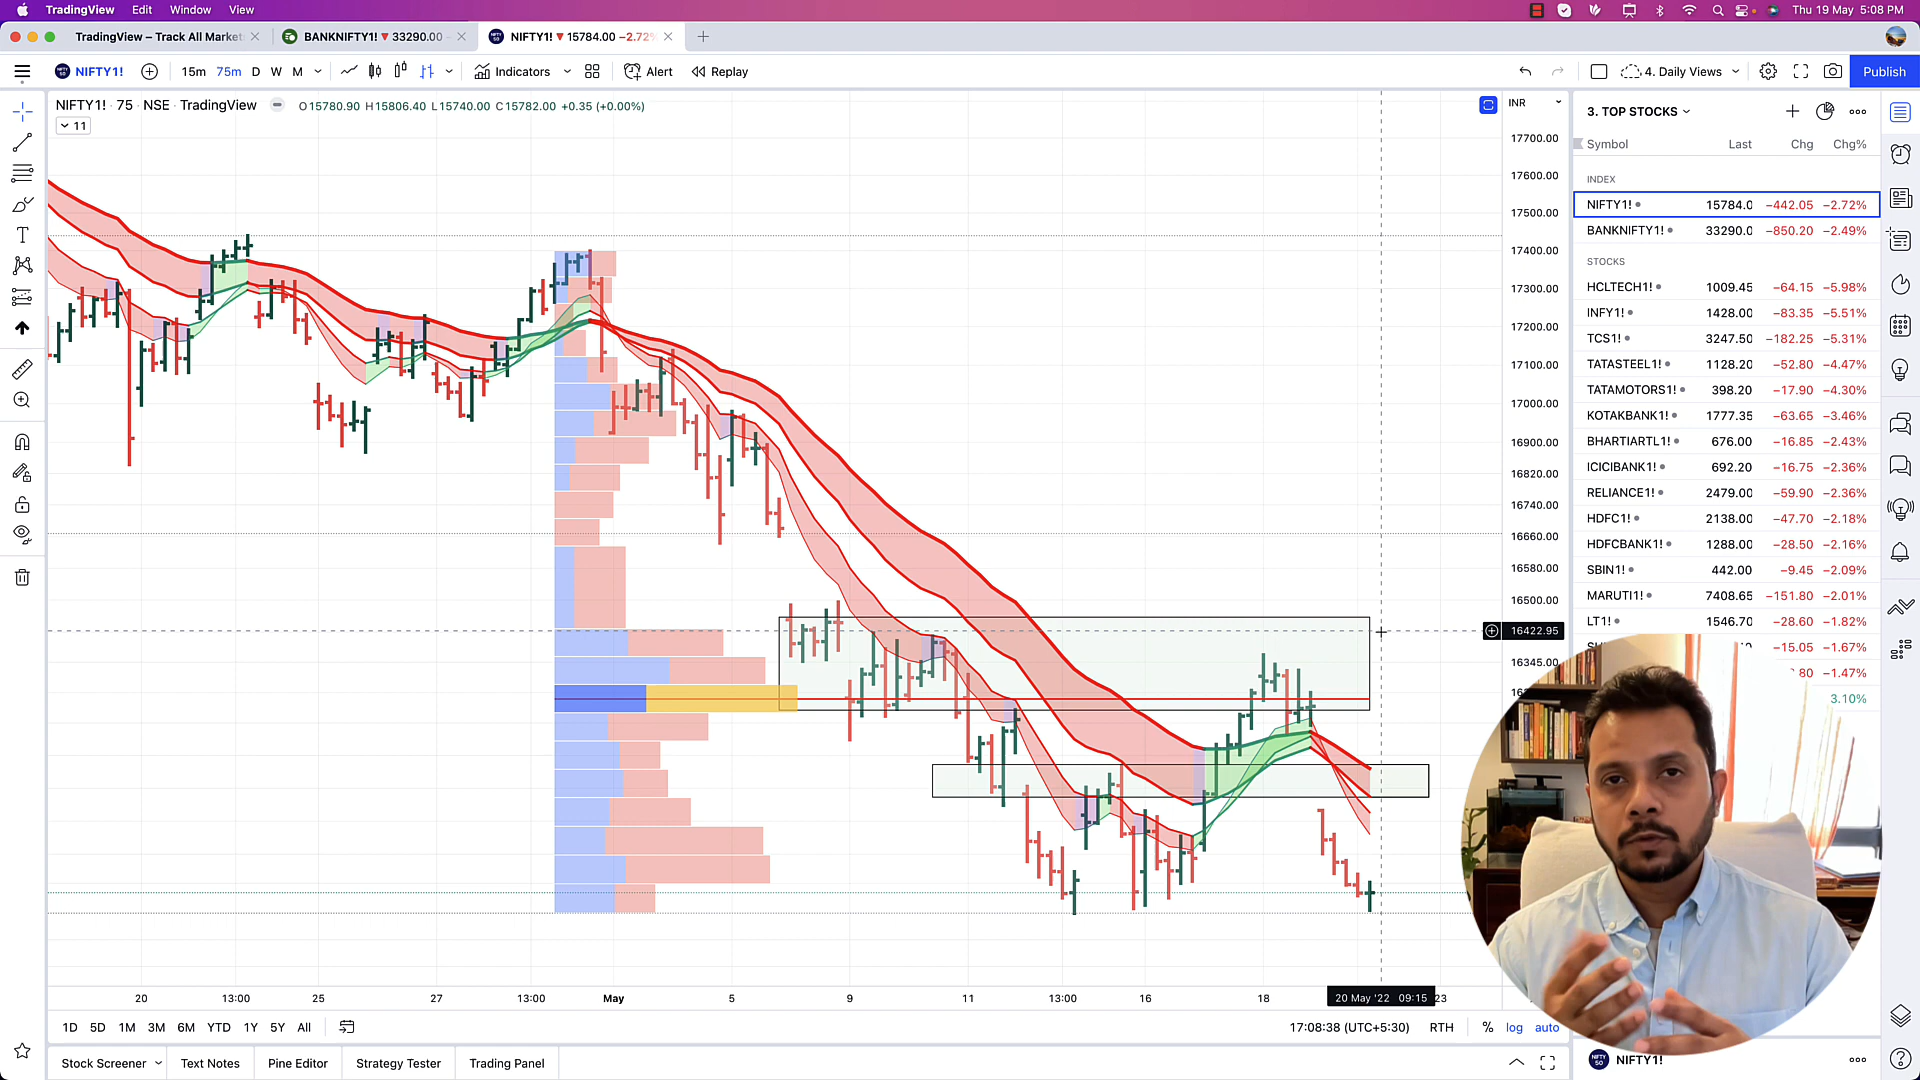 TradingView Edit Window View
Thu 19 May 5:08 PM
TradingView – Track All Market
BANKNIFTY1! ▼ 33290.00
NIFTY1! ▼ 15784.00 −2.72%
NIFTY1! 15m 75m D W M Indicators Alert Replay 4. Daily Views Publish
NIFTY1! · 75 · NSE · TradingView O15780.90 H15806.40 L15740.00 C15782.00 +0.35 (+0.00%)
11
INR
17700.00
17600.00
17500.00
17400.00
17300.00
17200.00
17100.00
17000.00
16900.00
16820.00
16740.00
16660.00
16580.00
16500.00
16422.95
16345.00
20 13:00 25 27 13:00 May 5 9 11 13:00 16 18 20 May '22 09:15 23
1D 5D 1M 3M 6M YTD 1Y 5Y All
17:08:38 (UTC+5:30) RTH % log auto
Stock Screener Text Notes Pine Editor Strategy Tester Trading Panel
3. TOP STOCKS
Symbol Last Chg Chg%
INDEX
NIFTY1! 15784.0 −442.05 −2.72%
BANKNIFTY1! 33290.0 −850.20 −2.49%
STOCKS
HCLTECH1! 1009.45 −64.15 −5.98%
INFY1! 1428.00 −83.35 −5.51%
TCS1! 3247.50 −182.25 −5.31%
TATASTEEL1! 1128.20 −52.80 −4.47%
TATAMOTORS1! 398.20 −17.90 −4.30%
KOTAKBANK1! 1777.35 −63.65 −3.46%
BHARTIARTL1! 676.00 −16.85 −2.43%
ICICIBANK1! 692.20 −16.75 −2.36%
RELIANCE1! 2479.00 −59.90 −2.36%
HDFC1! 2138.00 −47.70 −2.18%
HDFCBANK1! 1288.00 −28.50 −2.16%
SBIN1! 442.00 −9.45 −2.09%
MARUTI1! 7408.65 −151.80 −2.01%
LT1! 1546.70 −28.60 −1.82%
−15.05 −1.67%
80 −1.47%
3.10%
NIFTY1!